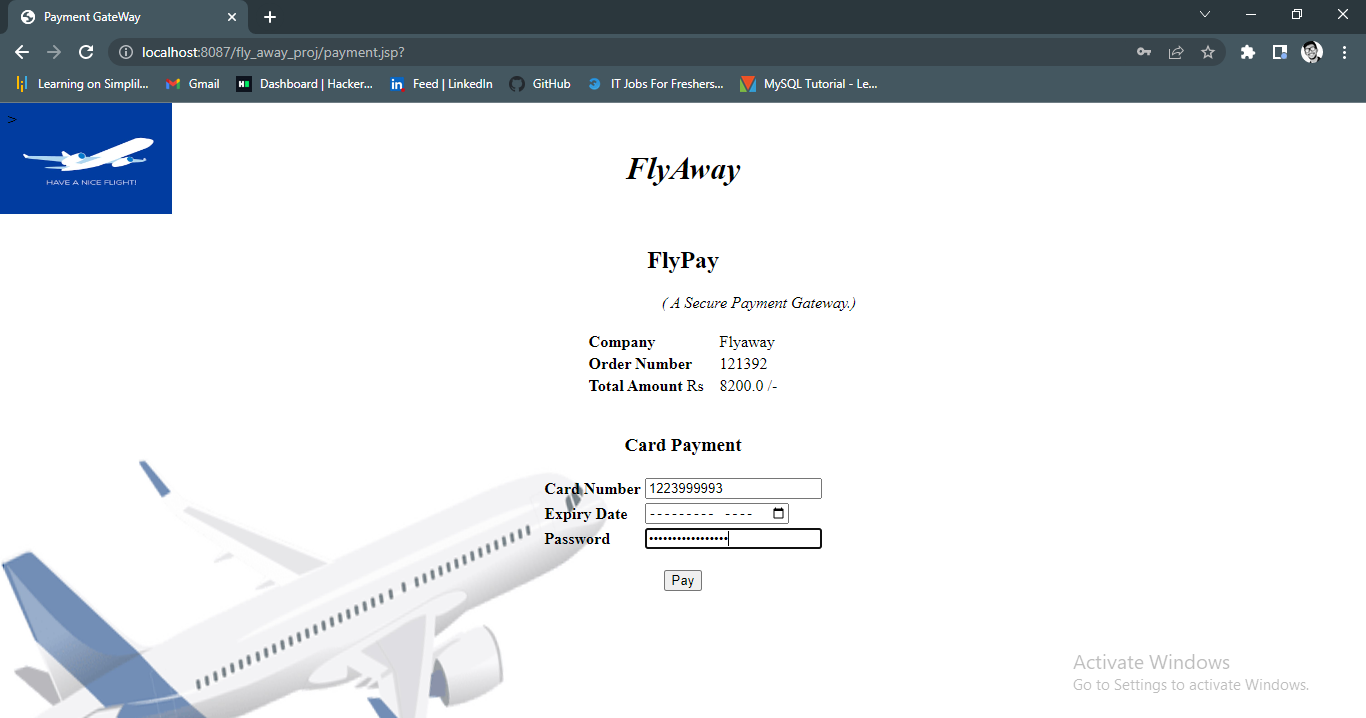 Payment GateWay
localhost:8087/fly_away_proj/payment.jsp?
Learning on Simplil... Gmail Dashboard | Hacker... Feed | LinkedIn GitHub IT Jobs For Freshers... MySQL Tutorial - Le...
>
HAVE A NICE FLIGHT!
FlyAway
FlyPay
( A Secure Payment Gateway.)
Company Flyaway
Order Number 121392
Total Amount Rs 8200.0 /-
Card Payment
Card Number 1223999993
Expiry Date --------- ----
Password •••••••••••••••••
Pay
Activate Windows
Go to Settings to activate Windows.